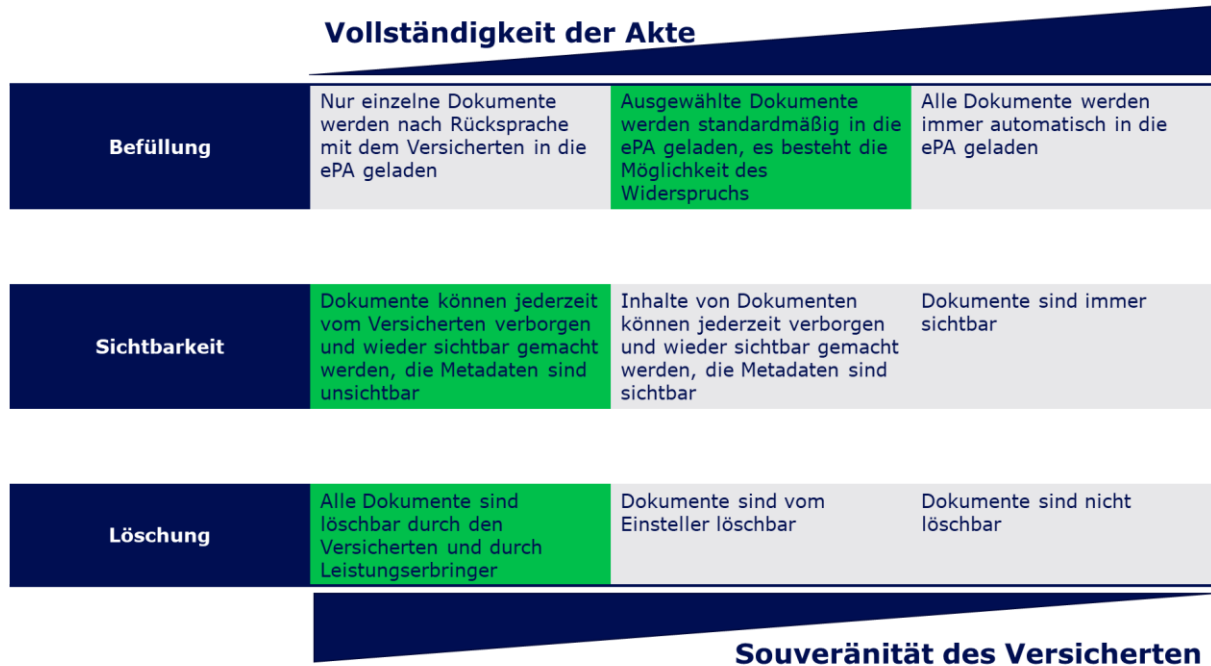 Vollständigkeit der Akte
Befüllung
Nur einzelne Dokumente
werden nach Rücksprache
mit dem Versicherten in die
ePA geladen
Ausgewählte Dokumente
werden standardmäßig in die
ePA geladen, es besteht die
Möglichkeit des
Widerspruchs
Alle Dokumente werden
immer automatisch in die
ePA geladen
Sichtbarkeit
Dokumente können jederzeit
vom Versicherten verborgen
und wieder sichtbar gemacht
werden, die Metadaten sind
unsichtbar
Inhalte von Dokumenten
können jederzeit verborgen
und wieder sichtbar gemacht
werden, die Metadaten sind
sichtbar
Dokumente sind immer
sichtbar
Löschung
Alle Dokumente sind
löschbar durch den
Versicherten und durch
Leistungserbringer
Dokumente sind vom
Einsteller löschbar
Dokumente sind nicht
löschbar
Souveränität des Versicherten